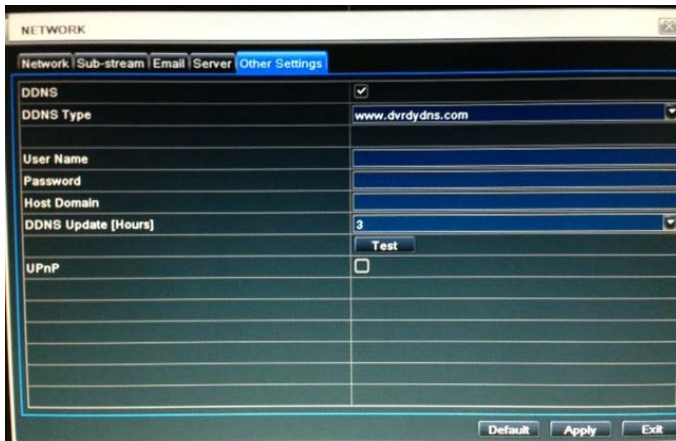 NETWORK
Network Sub-stream Email Server Other Settings
DDNS
DDNS Type www.dvrdydns.com
User Name
Password
Host Domain
DDNS Update [Hours] 3
Test
UPnP
Default Apply Exit